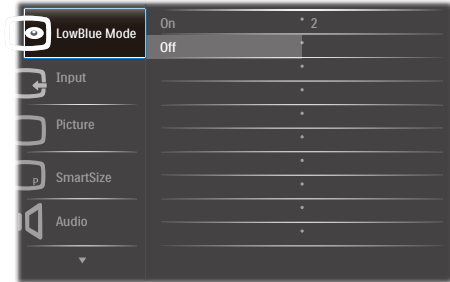 LowBlue Mode
On 2
Off
Input
Picture
P
SmartSize
Audio